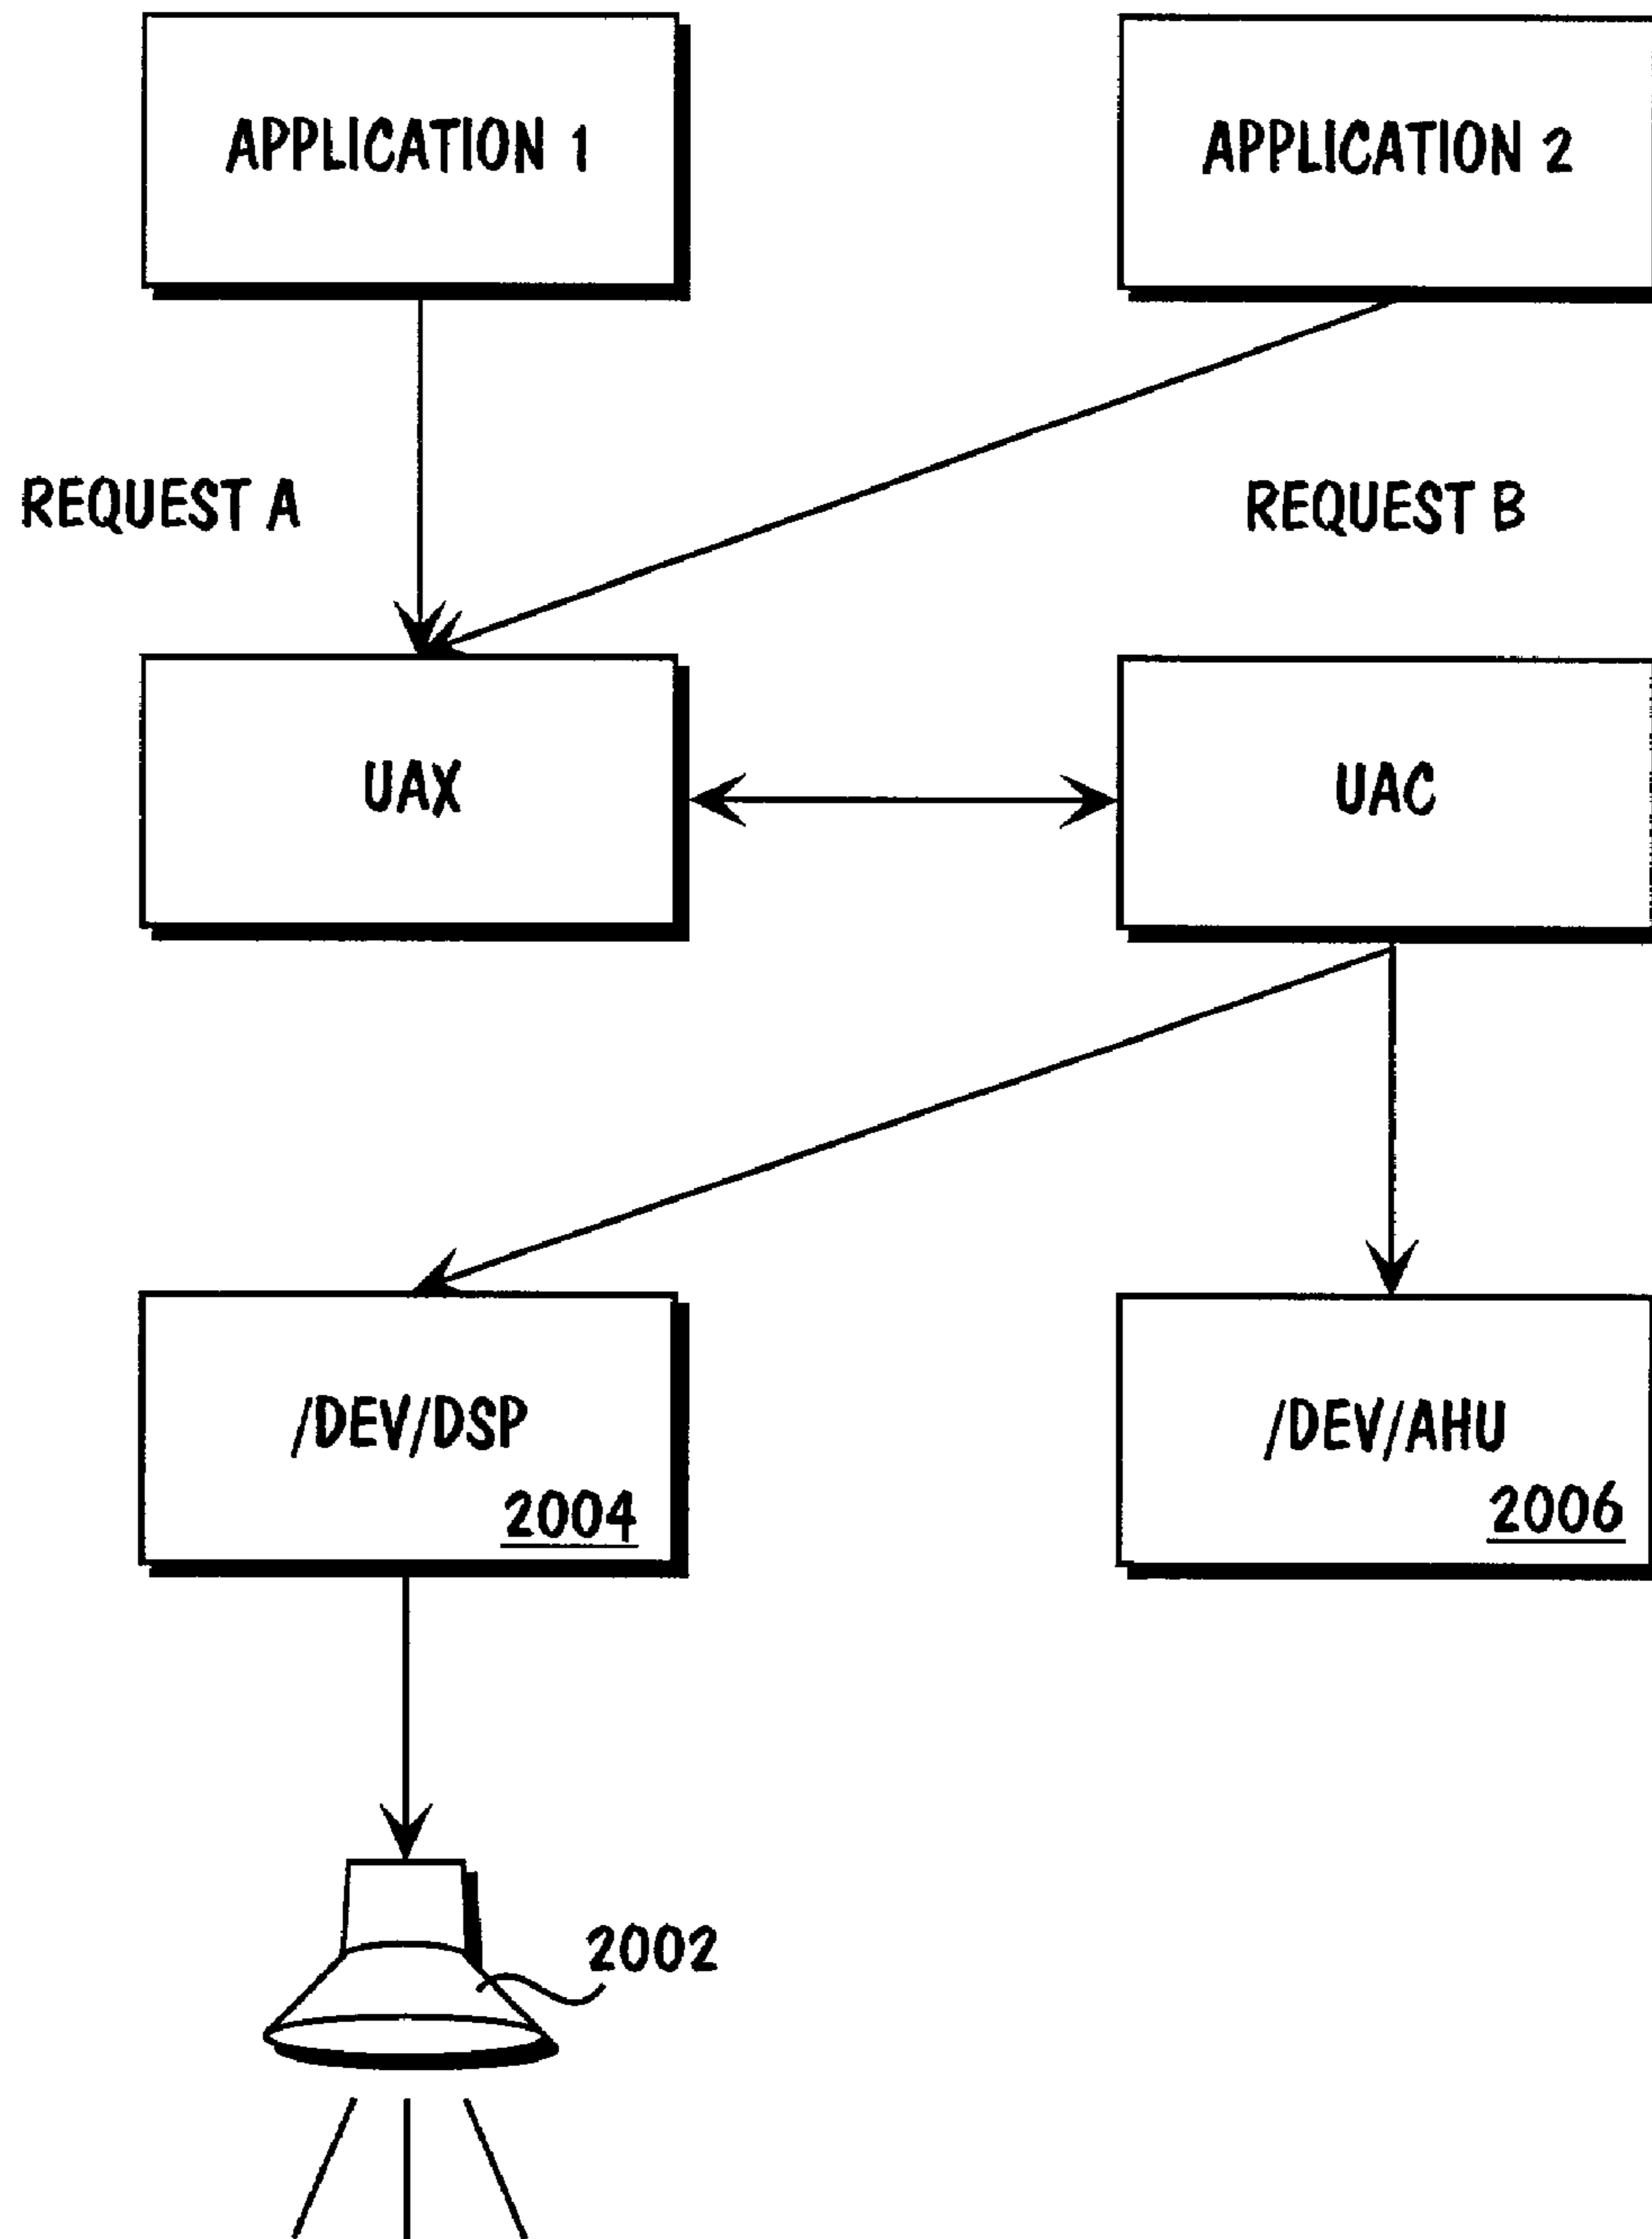 APPLICATION 1
APPLICATION 2
REQUEST A
REQUEST B
UAX
UAC
/DEV/DSP
2004
/DEV/AHU
2006
2002